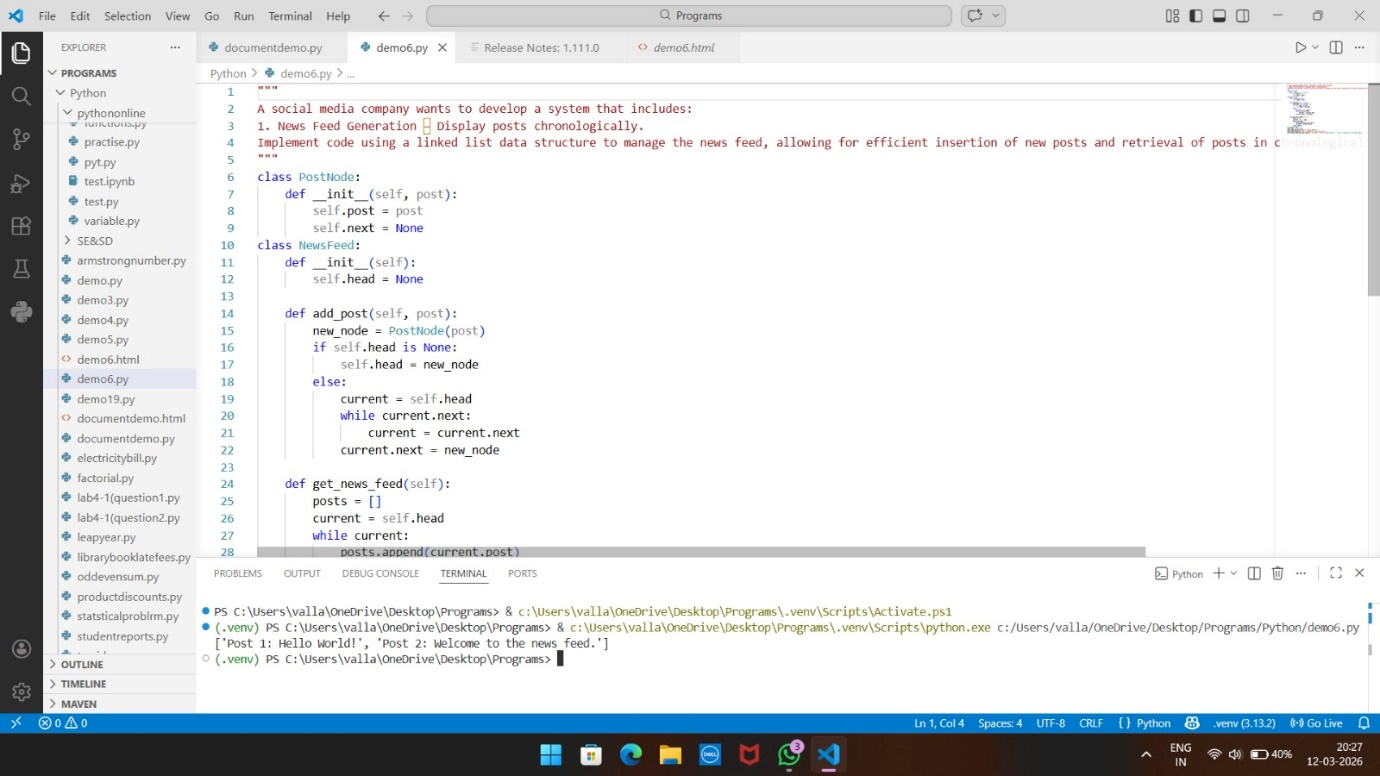 File Edit Selection View Go Run Terminal Help
Programs
EXPLORER
PROGRAMS
Python
pythononline
functions.py
practise.py
pyt.py
test.ipynb
test.py
variable.py
SE&SD
armstrongnumber.py
demo.py
demo3.py
demo4.py
demo5.py
demo6.html
demo6.py
demo19.py
documentdemo.html
documentdemo.py
electricitybill.py
factorial.py
lab4-1(question1.py
lab4-1(question2.py
leapyear.py
librarybooklatefees.py
oddevensum.py
productdiscounts.py
statsticalproblrm.py
studentreports.py
OUTLINE
TIMELINE
MAVEN
documentdemo.py demo6.py Release Notes: 1.111.0 demo6.html
Python > demo6.py > ...
1 """
2 A social media company wants to develop a system that includes:
3 1. News Feed Generation – Display posts chronologically.
4 Implement code using a linked list data structure to manage the news feed, allowing for efficient insertion of new posts and retrieval of posts in chronological
5 """
6 class PostNode:
7     def __init__(self, post):
8         self.post = post
9         self.next = None
10 class NewsFeed:
11     def __init__(self):
12         self.head = None
13
14     def add_post(self, post):
15         new_node = PostNode(post)
16         if self.head is None:
17             self.head = new_node
18         else:
19             current = self.head
20             while current.next:
21                 current = current.next
22             current.next = new_node
23
24     def get_news_feed(self):
25         posts = []
26         current = self.head
27         while current:
28             posts.append(current.post)
PROBLEMS OUTPUT DEBUG CONSOLE TERMINAL PORTS
Python
PS C:\Users\valla\OneDrive\Desktop\Programs> & c:\Users\valla\OneDrive\Desktop\Programs\.venv\Scripts\Activate.ps1
(.venv) PS C:\Users\valla\OneDrive\Desktop\Programs> & c:\Users\valla\OneDrive\Desktop\Programs\.venv\Scripts\python.exe c:/Users/valla/OneDrive/Desktop/Programs/Python/demo6.py
['Post 1: Hello World!', 'Post 2: Welcome to the news feed.']
(.venv) PS C:\Users\valla\OneDrive\Desktop\Programs>
0 0 Ln 1, Col 4 Spaces: 4 UTF-8 CRLF { } Python .venv (3.13.2) Go Live
DELL
3
ENG
IN
40%
20:27
12-03-2026